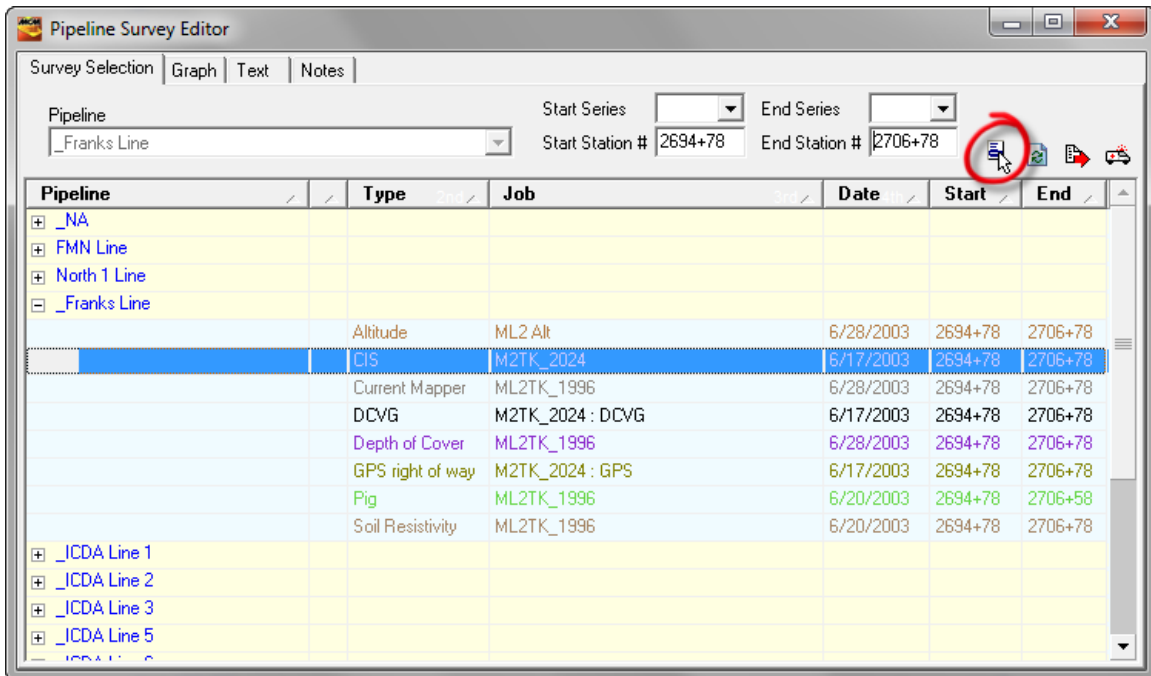 Pipeline Survey Editor
Survey Selection Graph Text Notes
Pipeline Start Series End Series
_Franks Line Start Station # 2694+78 End Station # 2706+78
Pipeline Type 2nd Job 3rd Date 4th Start End
_NA
FMN Line
North 1 Line
_Franks Line
Altitude ML2 Alt 6/28/2003 2694+78 2706+78
CIS M2TK_2024 6/17/2003 2694+78 2706+78
Current Mapper ML2TK_1996 6/28/2003 2694+78 2706+78
DCVG M2TK_2024 : DCVG 6/17/2003 2694+78 2706+78
Depth of Cover ML2TK_1996 6/28/2003 2694+78 2706+78
GPS right of way M2TK_2024 : GPS 6/17/2003 2694+78 2706+78
Pig ML2TK_1996 6/20/2003 2694+78 2706+58
Soil Resistivity ML2TK_1996 6/20/2003 2694+78 2706+78
_ICDA Line 1
_ICDA Line 2
_ICDA Line 3
_ICDA Line 5